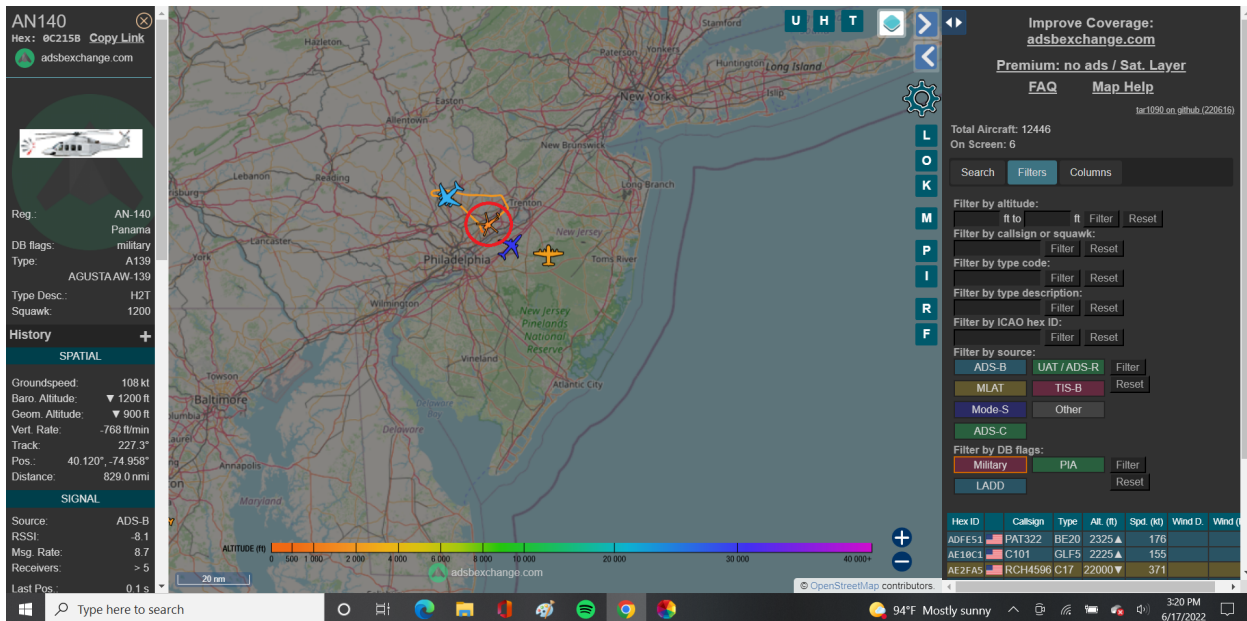 AN140
Hex: 0C215B Copy Link
adsbexchange.com
Reg.: AN-140
Panama
DB flags: military
Type: A139
AGUSTA AW-139
Type Desc.: H2T
Squawk: 1200
History +
SPATIAL
Groundspeed: 108 kt
Baro. Altitude: ▼ 1200 ft
Geom. Altitude: ▼ 900 ft
Vert. Rate: -768 ft/min
Track: 227.3°
Pos.: 40.120°, -74.958°
Distance: 829.0 nmi
SIGNAL
Source: ADS-B
RSSI: -8.1
Msg. Rate: 8.7
Receivers: > 5
Last Pos.: 0.1 s
U H T
L
O
K
M
P
I
R
F
Stamford
Hazleton
Paterson Yonkers
Huntington Long Island
New York
Islip
Easton
Allentown
New Brunswick
Lebanon
Reading
Long Branch
Trenton
Lancaster
New Jersey
York
Philadelphia
Toms River
Wilmington
New Jersey
Pinelands
National
Reserve
Vineland
Towson
Baltimore
Atlantic City
Delaware
Bay
Delaware
Annapolis
Maryland
ALTITUDE (ft)
0 500 1 000 2 000 4 000 6 000 8 000 10 000 20 000 30 000 40 000+
adsbexchange.com
20 nm
© OpenStreetMap contributors.
Improve Coverage:
adsbexchange.com
Premium: no ads / Sat. Layer
FAQ Map Help
tar1090 on github (220616)
Total Aircraft: 12446
On Screen: 6
Search Filters Columns
Filter by altitude:
ft to ft Filter Reset
Filter by callsign or squawk:
Filter Reset
Filter by type code:
Filter Reset
Filter by type description:
Filter Reset
Filter by ICAO hex ID:
Filter Reset
Filter by source:
ADS-B UAT / ADS-R Filter
MLAT TIS-B Reset
Mode-S Other
ADS-C
Filter by DB flags:
Military PIA Filter
LADD Reset
Hex ID Callsign Type Alt. (ft) Spd. (kt) Wind D. Wind (
ADFE51 PAT322 BE20 2325▲ 176
AE10C1 C101 GLF5 2225▲ 155
AE2FA5 RCH4596 C17 22000▼ 371
Type here to search
94°F Mostly sunny
3:20 PM
6/17/2022